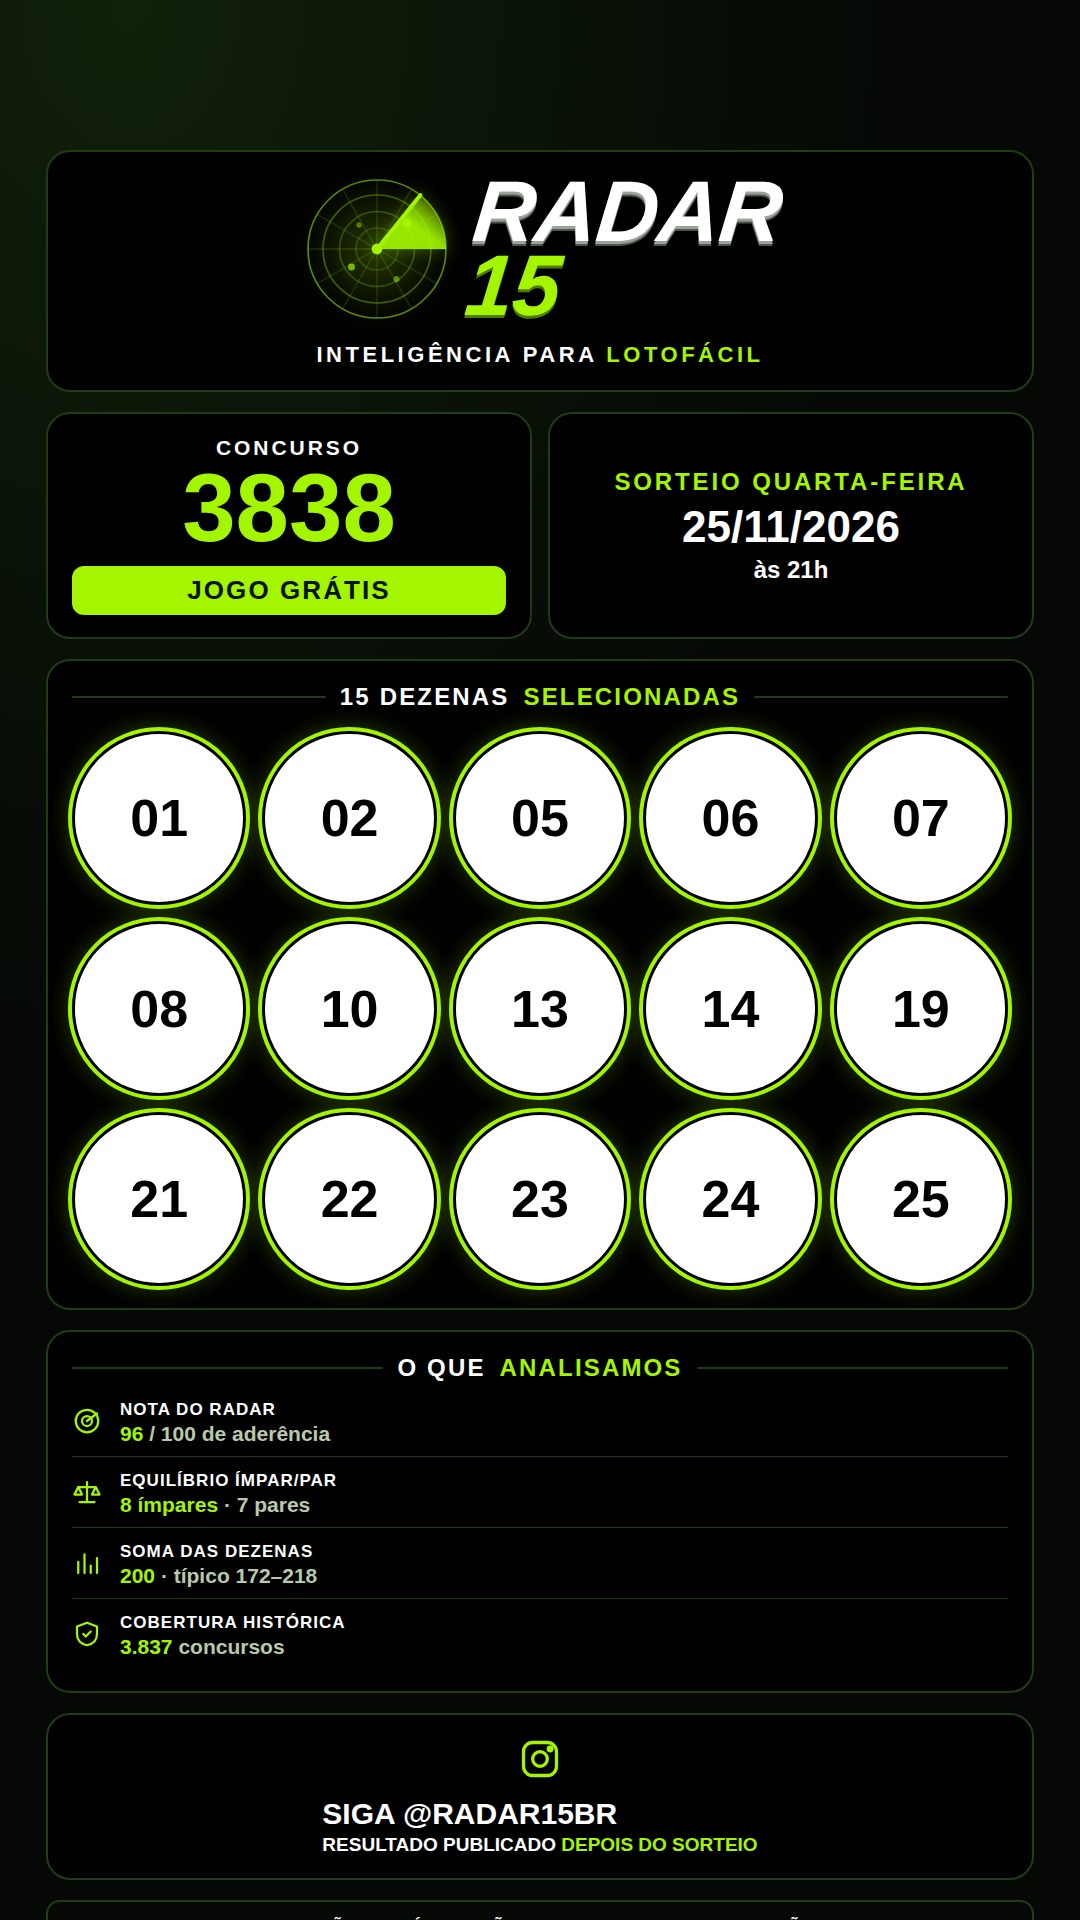 RADAR
15
INTELIGÊNCIA PARA LOTOFÁCIL
CONCURSO
3838
JOGO GRÁTIS
SORTEIO QUARTA-FEIRA
25/11/2026
às 21h
15 DEZENAS SELECIONADAS
01 02 05 06 07
08 10 13 14 19
21 22 23 24 25
O QUE ANALISAMOS
NOTA DO RADAR
96 / 100 de aderência
EQUILÍBRIO ÍMPAR/PAR
8 ímpares · 7 pares
SOMA DAS DEZENAS
200 · típico 172–218
COBERTURA HISTÓRICA
3.837 concursos
SIGA @RADAR15BR
RESULTADO PUBLICADO DEPOIS DO SORTEIO